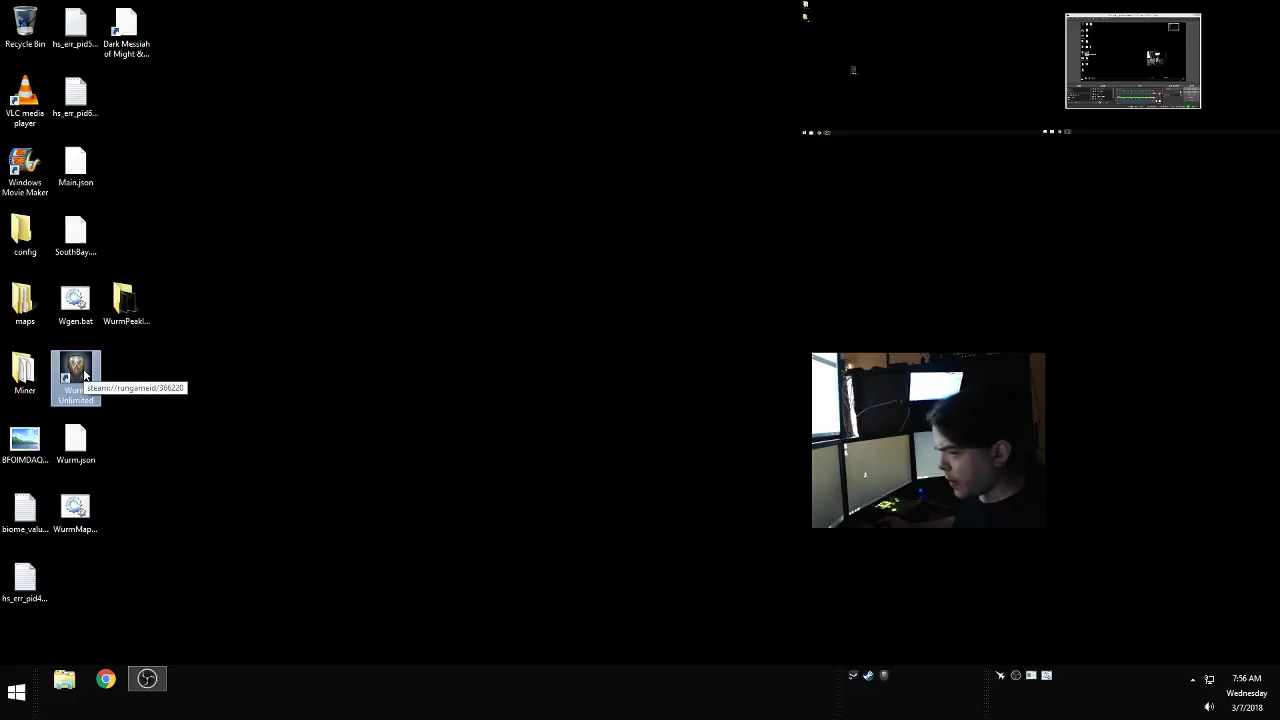 Recycle Bin
hs_err_pid5...
Dark Messiah
of Might &...
VLC media
player
hs_err_pid6...
Windows
Movie Maker
Main.json
config
SouthBay....
maps
Wgen.bat
WurmPeakI...
Miner
Wurm
Unlimited
steam://rungameid/366220
BFOIMDAQ...
Wurm.json
biome_valu...
WurmMap...
hs_err_pid4...
7:56 AM
Wednesday
3/7/2018